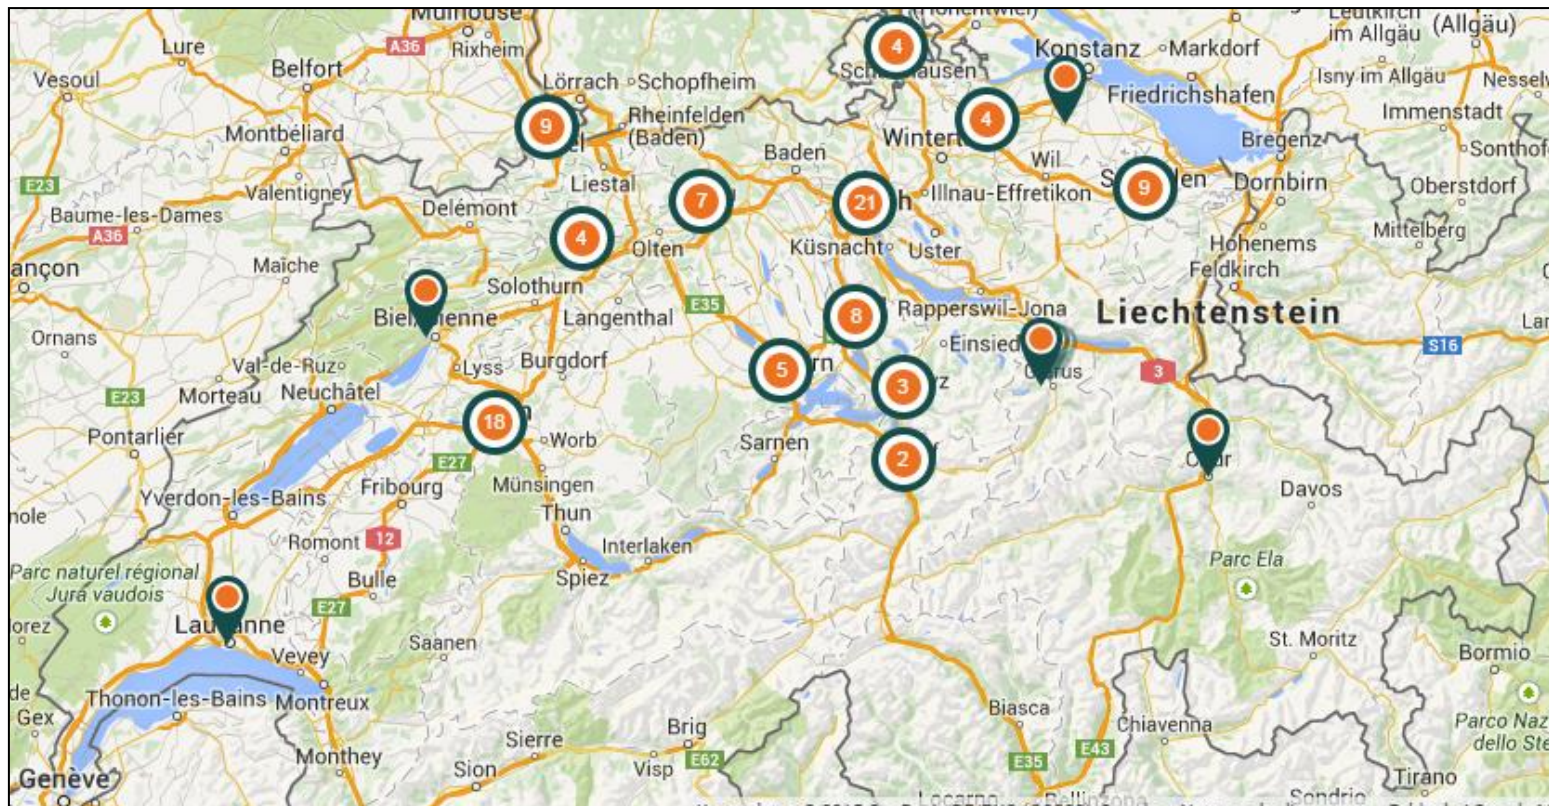 Mulhouse
(Hohentwiel)
Leutkirch
im Allgäu
(Allgäu)
Lure
A36
Rixheim
4
Konstanz
Markdorf
Vesoul
Belfort
Lörrach
Schopfheim
Isny im Allgäu
Friedrichshafen
Immenstadt
Rheinfelden
(Baden)
9
4
Montbéliard
Baden
Wil
Bregenz
E23
Valentigney
Liestal
7
21
Illnau-Effretikon
9
Dornbirn
Oberstdorf
Baume-les-Dames
A36
Delémont
4
Olten
Küsnacht
Uster
Hohenems
Mittelberg
Maîche
Feldkirch
Solothurn
E35
Rapperswil-Jona
Liechtenstein
Langenthal
8
Ornans
Einsied
S16
Val-de-Ruz
Lyss
Burgdorf
5
3
3
Morteau
E23
Neuchâtel
18
Pontarlier
Worb
Sarnen
2
E27
Fribourg
Münsingen
Davos
Yverdon-les-Bains
Thun
Romont
12
Interlaken
Parc naturel régional
Jura vaudois
Bulle
Spiez
Parc Ela
E27
Saanen
St. Moritz
Vevey
Bormio
Thonon-les-Bains
Montreux
Gex
Biasca
Chiavenna
Brig
Sierre
E62
E43
E35
Monthey
Visp
Genève
Sion
Tirano
Locarno
Bellinzona
Sondrio